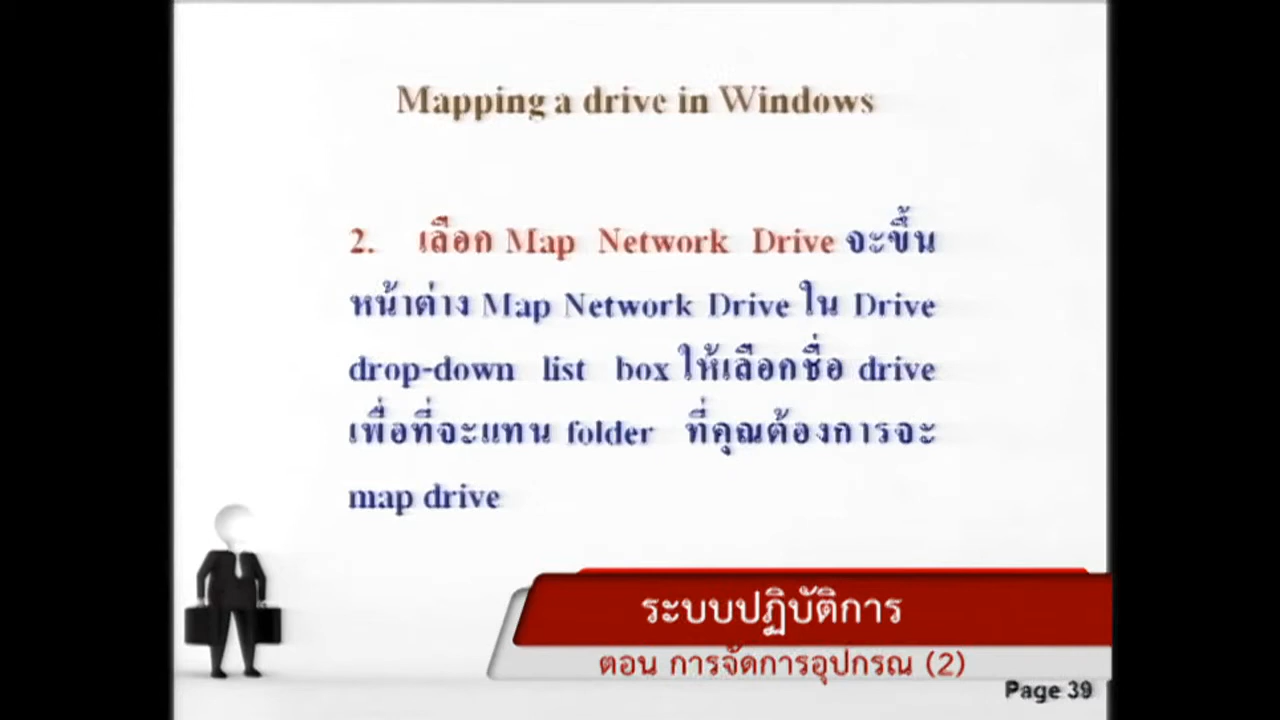 Mapping a drive in Windows
2. เลือก Map Network Drive จะขึ้น
หน้าต่าง Map Network Drive ใน Drive
drop-down list box ให้เลือกชื่อ drive
เพื่อที่จะแทน folder ที่คุณต้องการจะ
map drive
ระบบปฏิบัติการ
ตอน การจัดการอุปกรณ (2)
Page 39